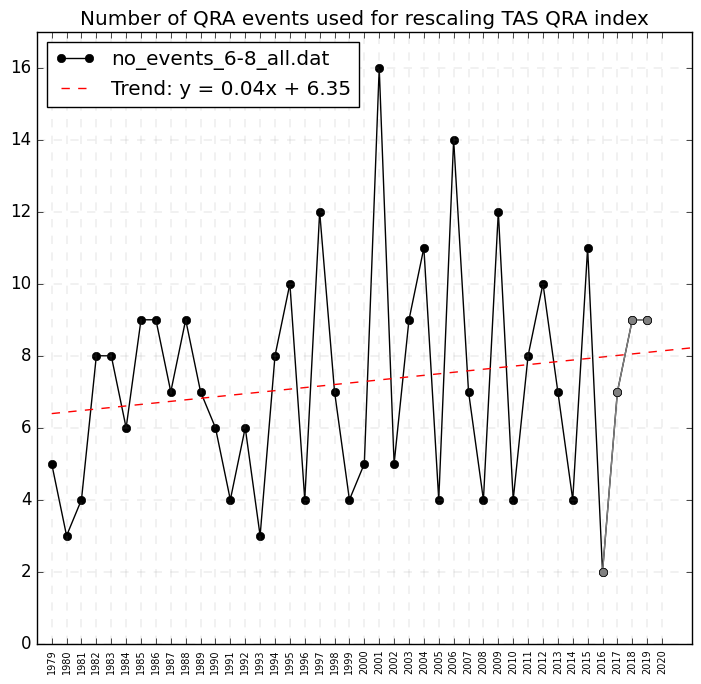 Number of QRA events used for rescaling TAS QRA index
no_events_6-8_all.dat
Trend: y = 0.04x + 6.35
16
14
12
10
8
6
4
2
0
1979 1980 1981 1982 1983 1984 1985 1986 1987 1988 1989 1990 1991 1992 1993 1994 1995 1996 1997 1998 1999 2000 2001 2002 2003 2004 2005 2006 2007 2008 2009 2010 2011 2012 2013 2014 2015 2016 2017 2018 2019 2020